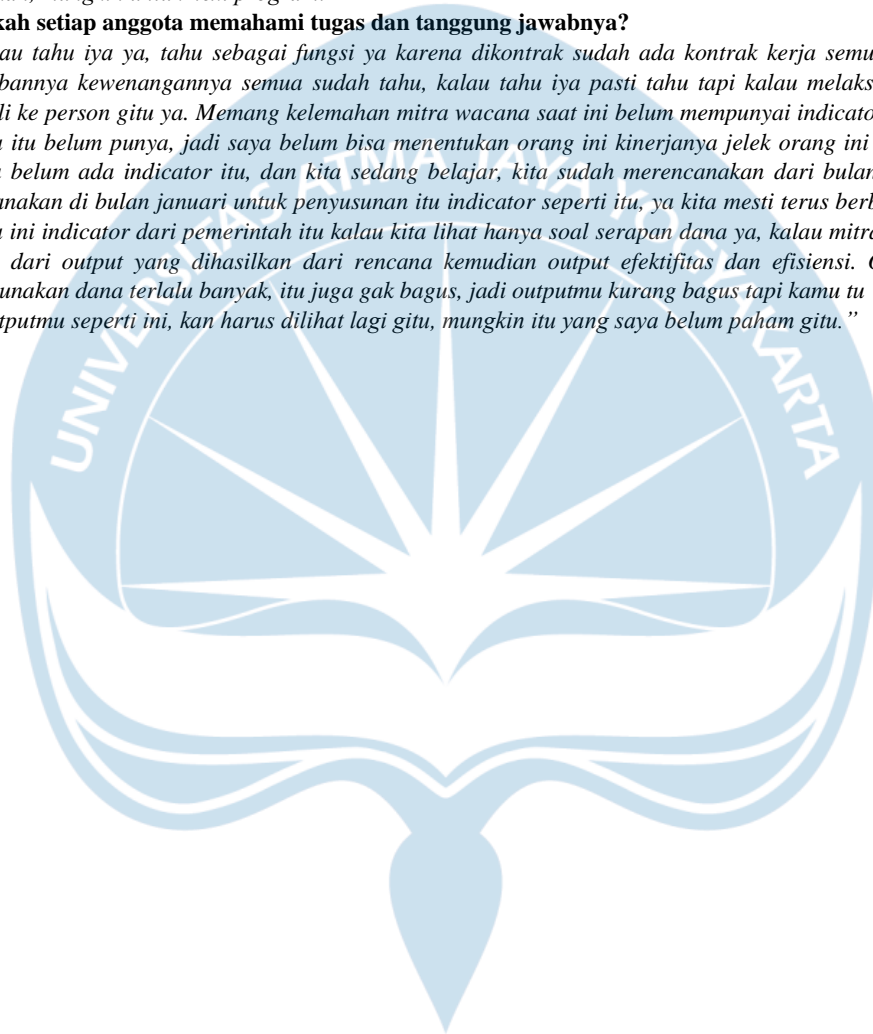 kah setiap anggota memahami tugas dan tanggung jawabnya?
au tahu iya ya, tahu sebagai fungsi ya karena dikontrak sudah ada kontrak kerja semu
bannya kewenangannya semua sudah tahu, kalau tahu iya pasti tahu tapi kalau melaks
li ke person gitu ya. Memang kelemahan mitra wacana saat ini belum mempunyai indicato
itu belum punya, jadi saya belum bisa menentukan orang ini kinerjanya jelek orang ini
belum ada indicator itu, dan kita sedang belajar, kita sudah merencanakan dari bulan
anakan di bulan januari untuk penyusunan itu indicator seperti itu, ya kita mesti terus berb
ini indicator dari pemerintah itu kalau kita lihat hanya soal serapan dana ya, kalau mitra
dari output yang dihasilkan dari rencana kemudian output efektifitas dan efisiensi.
unakan dana terlalu banyak, itu juga gak bagus, jadi outputmu kurang bagus tapi kamu tu
tputmu seperti ini, kan harus dilihat lagi gitu, mungkin itu yang saya belum paham gitu.”
UNIVERSITAS ATMA JAYA YOGYAKARTA